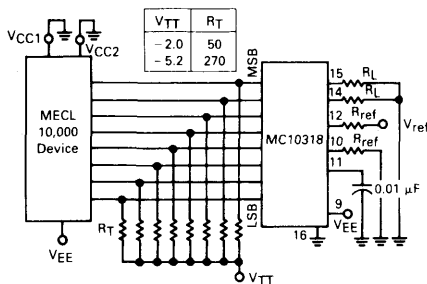 VCC1
VCC2
VTT RT
– 2.0 50
– 5.2 270
MECL
10,000
Device
MSB
LSB
MC10318
15 RL
14 RL
12 Rref
Vref
10 Rref
11
0.01 μF
9
VEE
16
RT
VEE
VTT